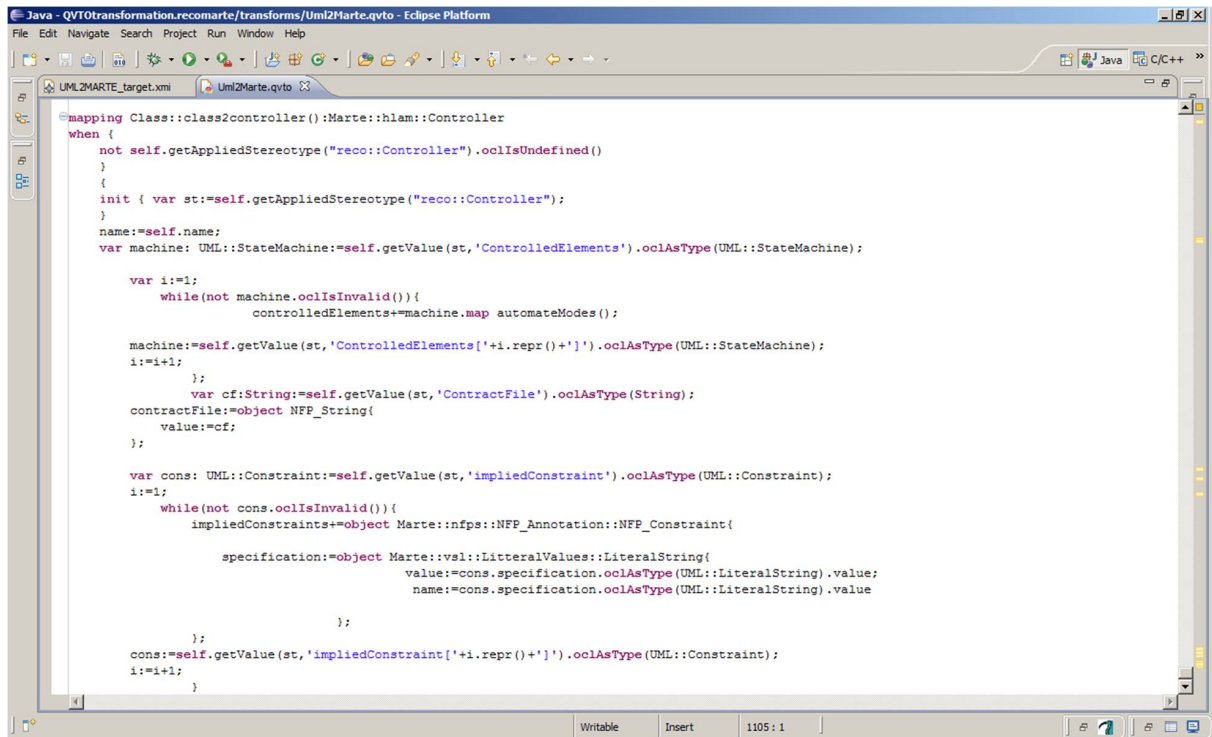 Java - QVTOtransformation.recomarte/transforms/Uml2Marte.qvto - Eclipse Platform
File Edit Navigate Search Project Run Window Help
Java C/C++ »
UML2MARTE_target.xmi Uml2Marte.qvto
mapping Class::class2controller():Marte::hlam::Controller
when {
not self.getAppliedStereotype("reco::Controller").oclIsUndefined()
}
{
init { var st:=self.getAppliedStereotype("reco::Controller");
}
name:=self.name;
var machine: UML::StateMachine:=self.getValue(st,'ControlledElements').oclAsType(UML::StateMachine);
var i:=1;
while(not machine.oclIsInvalid()){
controlledElements+=machine.map automateModes();
machine:=self.getValue(st,'ControlledElements['+i.repr()+']').oclAsType(UML::StateMachine);
i:=i+1;
};
var cf:String:=self.getValue(st,'ContractFile').oclAsType(String);
contractFile:=object NFP_String{
value:=cf;
};
var cons: UML::Constraint:=self.getValue(st,'impliedConstraint').oclAsType(UML::Constraint);
i:=1;
while(not cons.oclIsInvalid()){
impliedConstraints+=object Marte::nfps::NFP_Annotation::NFP_Constraint{
specification:=object Marte::vsl::LitteralValues::LiteralString{
value:=cons.specification.oclAsType(UML::LiteralString).value;
name:=cons.specification.oclAsType(UML::LiteralString).value
};
};
cons:=self.getValue(st,'impliedConstraint['+i.repr()+']').oclAsType(UML::Constraint);
i:=i+1;
}
Writable Insert 1105 : 1